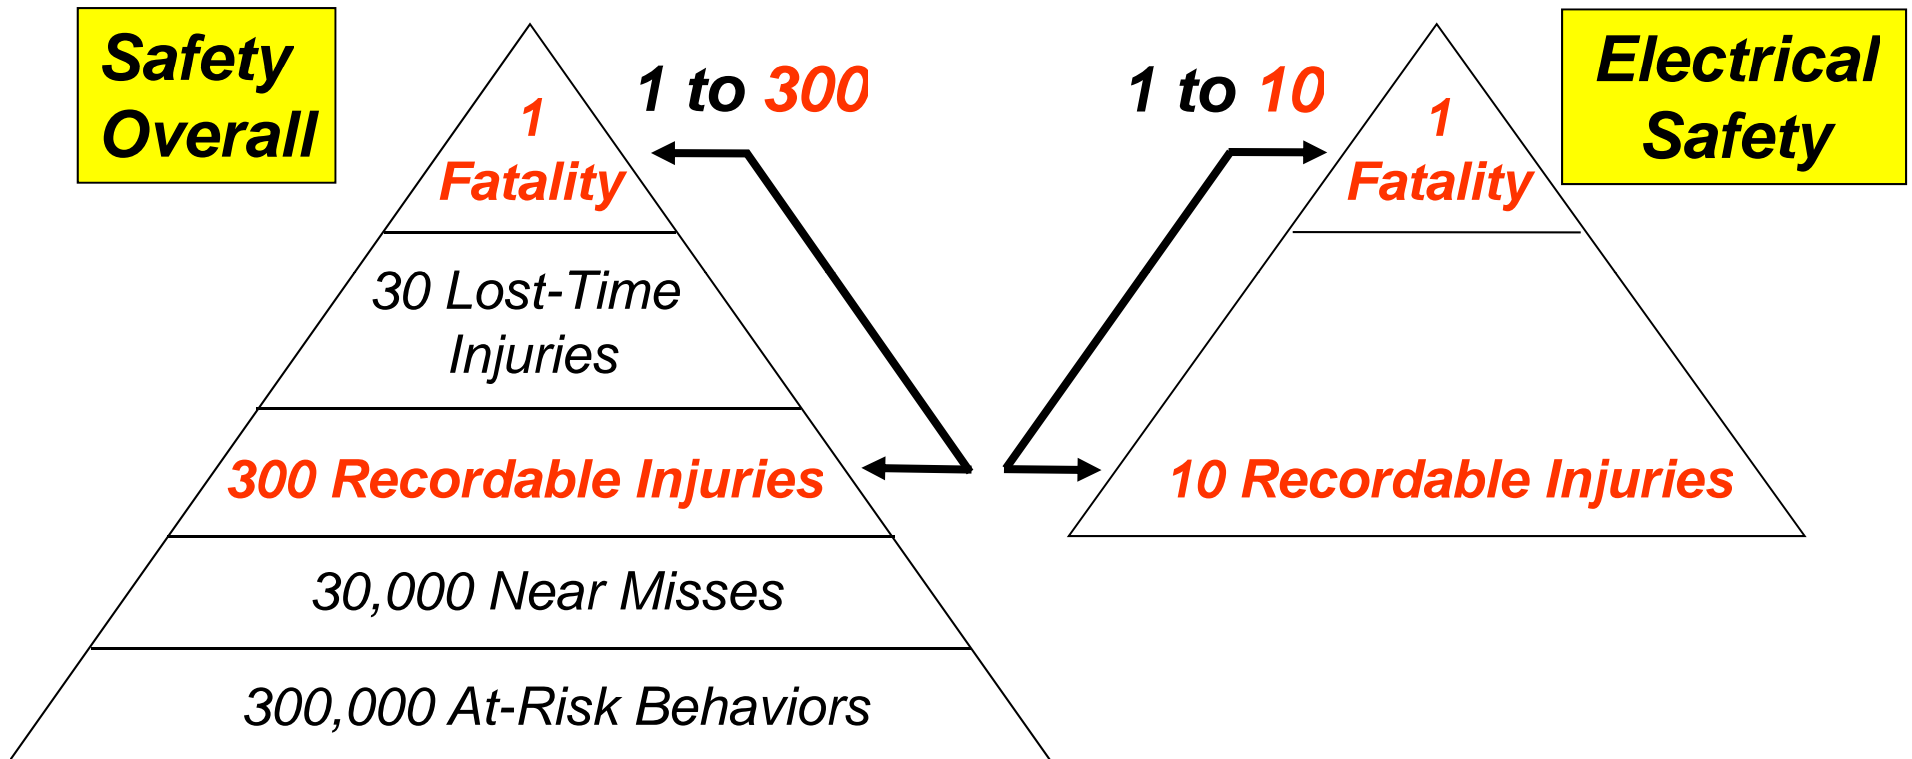 Safety
Overall
1 to 300
1
Fatality
30 Lost-Time
Injuries
300 Recordable Injuries
30,000 Near Misses
300,000 At-Risk Behaviors
1 to 10
1
Fatality
10 Recordable Injuries
Electrical
Safety